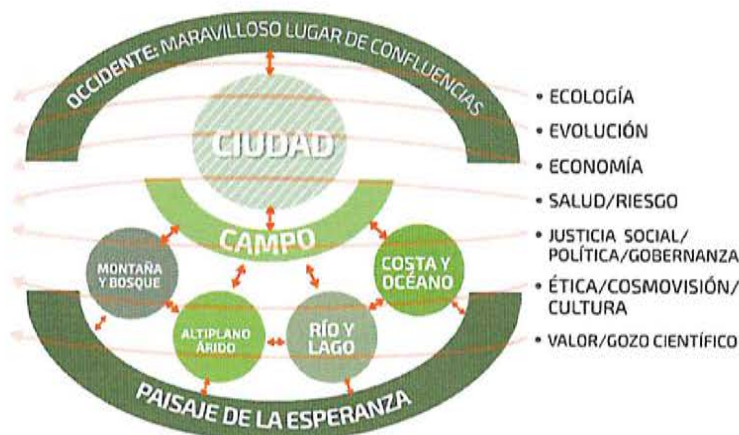 OCCIDENTE: MARAVILLOSO LUGAR DE CONFLUENCIAS
CIUDAD
CAMPO
MONTAÑA
Y BOSQUE
ALTIPLANO
ÁRIDO
RÍO Y
LAGO
COSTA Y
OCÉANO
PAISAJE DE LA ESPERANZA
• ECOLOGÍA
• EVOLUCIÓN
• ECONOMÍA
• SALUD/RIESGO
• JUSTICIA SOCIAL/
POLÍTICA/GOBERNANZA
• ÉTICA/COSMOVISIÓN/
CULTURA
• VALOR/GOZO CIENTÍFICO